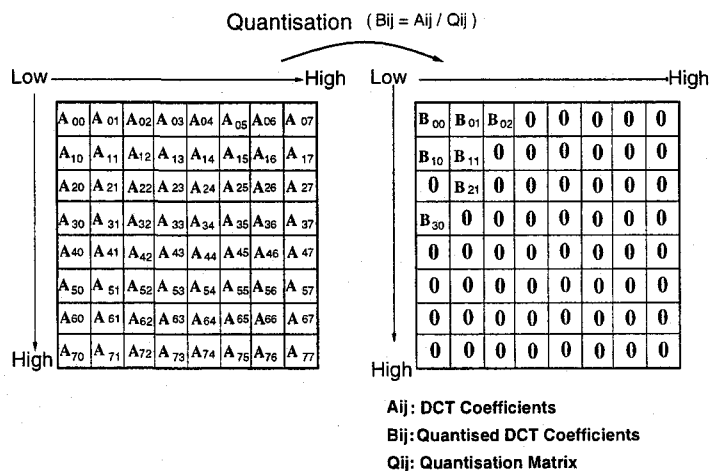 Quantisation ( Bij = Aij / Qij )
Low High Low High
A00 A01 A02 A03 A04 A05 A06 A07
A10 A11 A12 A13 A14 A15 A16 A17
A20 A21 A22 A23 A24 A25 A26 A27
A30 A31 A32 A33 A34 A35 A36 A37
A40 A41 A42 A43 A44 A45 A46 A47
A50 A51 A52 A53 A54 A55 A56 A57
A60 A61 A62 A63 A64 A65 A66 A67
A70 A71 A72 A73 A74 A75 A76 A77
High
B00 B01 B02 0 0 0 0 0
B10 B11 0 0 0 0 0 0
0 B21 0 0 0 0 0 0
B30 0 0 0 0 0 0 0
0 0 0 0 0 0 0 0
0 0 0 0 0 0 0 0
0 0 0 0 0 0 0 0
0 0 0 0 0 0 0 0
High
Aij: DCT Coefficients
Bij: Quantised DCT Coefficients
Qij: Quantisation Matrix